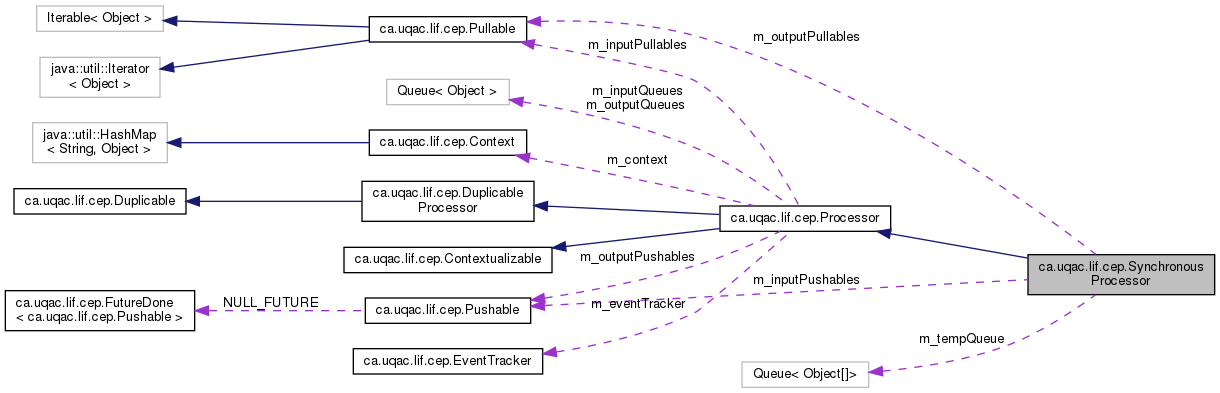 Iterable< Object >
ca.uqac.lif.cep.Pullable
m_outputPullables
m_inputPullables
java::util::Iterator
< Object >
Queue< Object >
m_inputQueues
m_outputQueues
java::util::HashMap
< String, Object >
ca.uqac.lif.cep.Context
m_context
ca.uqac.lif.cep.Duplicable
ca.uqac.lif.cep.Duplicable
Processor
ca.uqac.lif.cep.Processor
ca.uqac.lif.cep.Contextualizable
m_outputPushables
ca.uqac.lif.cep.Synchronous
Processor
m_inputPushables
ca.uqac.lif.cep.FutureDone
< ca.uqac.lif.cep.Pushable >
NULL_FUTURE
ca.uqac.lif.cep.Pushable
m_eventTracker
ca.uqac.lif.cep.EventTracker
m_tempQueue
Queue< Object[]>